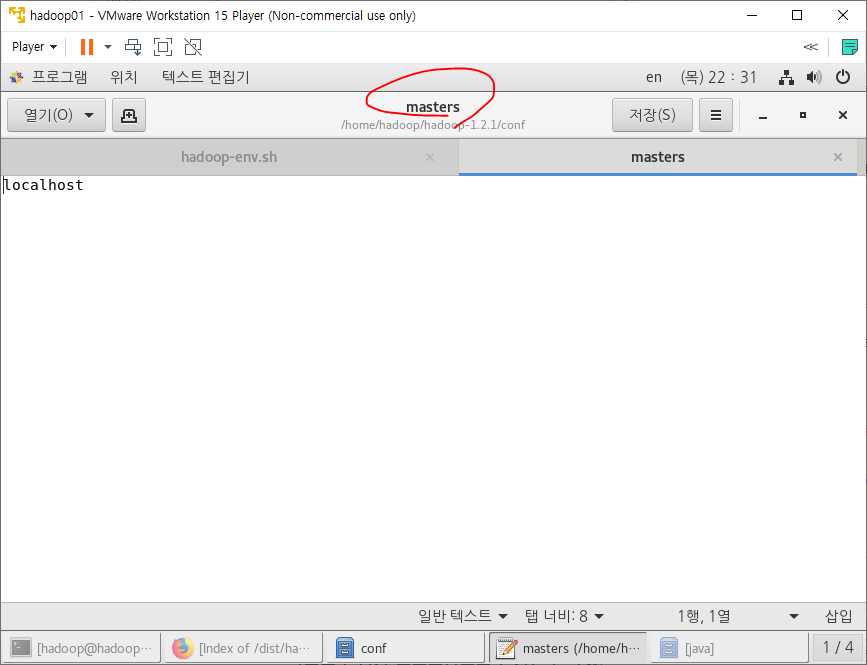 hadoop01 - VMware Workstation 15 Player (Non-commercial use only)
Player
프로그램 위치 텍스트 편집기 en (목) 22 : 31
열기(O) masters 저장(S)
/home/hadoop/hadoop-1.2.1/conf
hadoop-env.sh masters
localhost
일반 텍스트 탭 너비: 8 1행, 1열 삽입
[hadoop@hadoop… [Index of /dist/ha… conf masters (/home/h… [java] 1 / 4